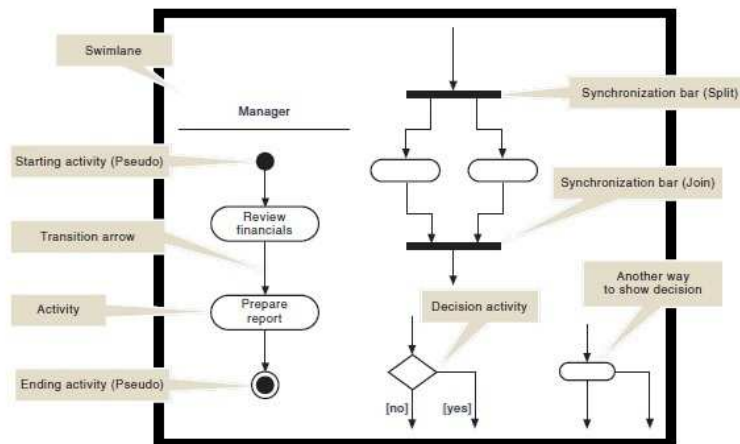 Swimlane
Manager
Starting activity (Pseudo)
Review
financials
Transition arrow
Activity
Prepare
report
Ending activity (Pseudo)
Synchronization bar (Split)
Synchronization bar (Join)
Decision activity
[no]
[yes]
Another way
to show decision